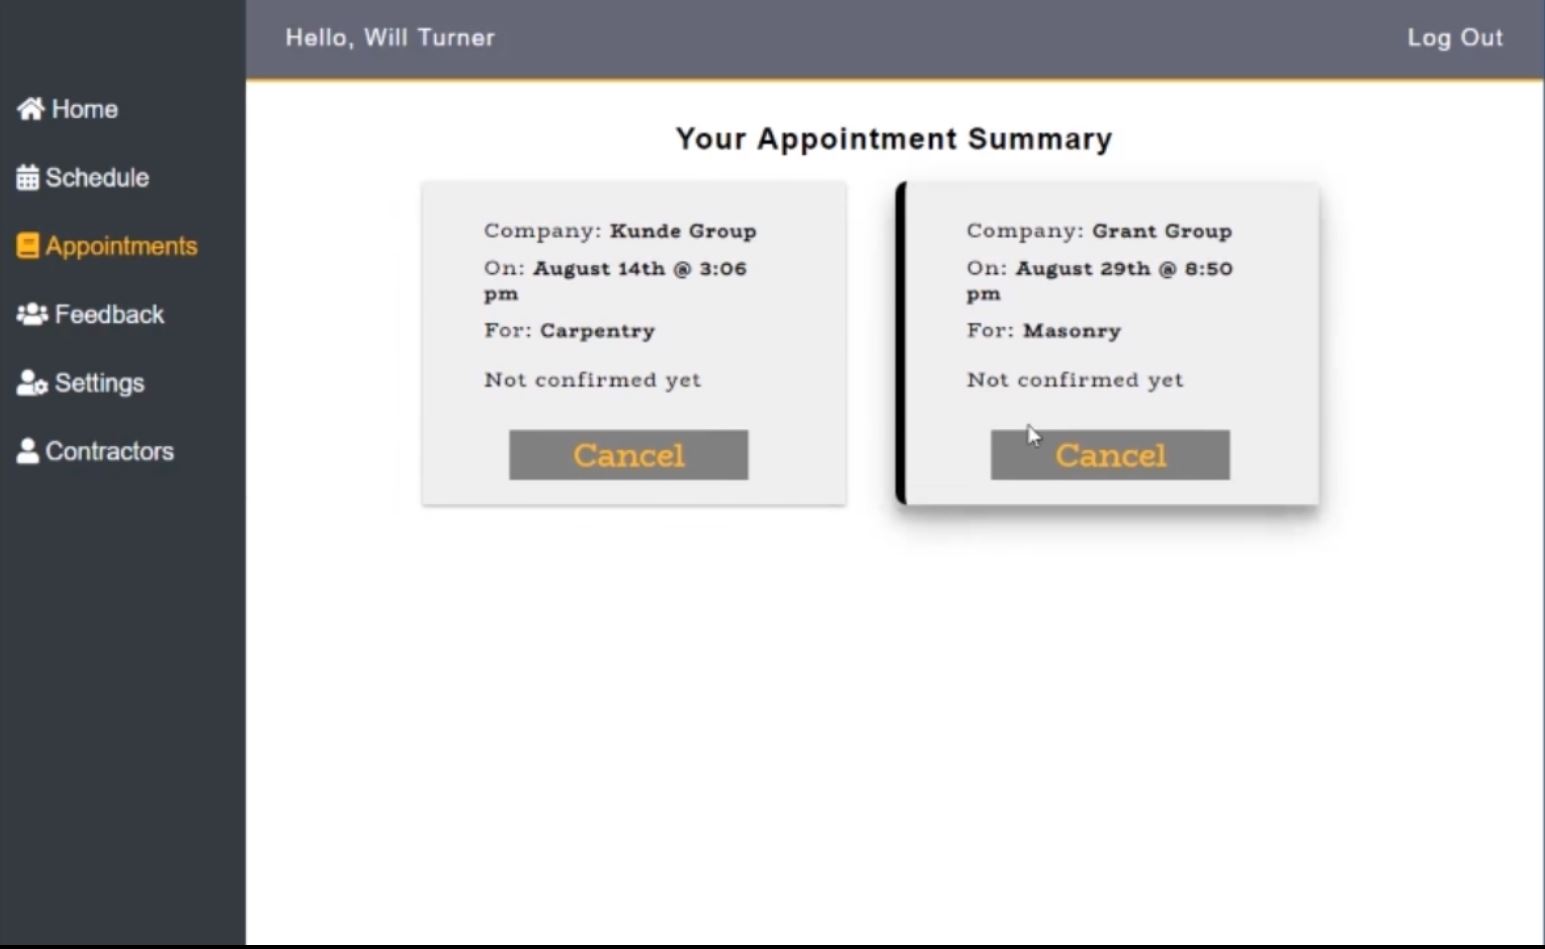 Hello, Will Turner
Log Out
Home
Schedule
Appointments
Feedback
Settings
Contractors
Your Appointment Summary
Company: Kunde Group
On: August 14th @ 3:06
pm
For: Carpentry
Not confirmed yet
Cancel
Company: Grant Group
On: August 29th @ 8:50
pm
For: Masonry
Not confirmed yet
Cancel